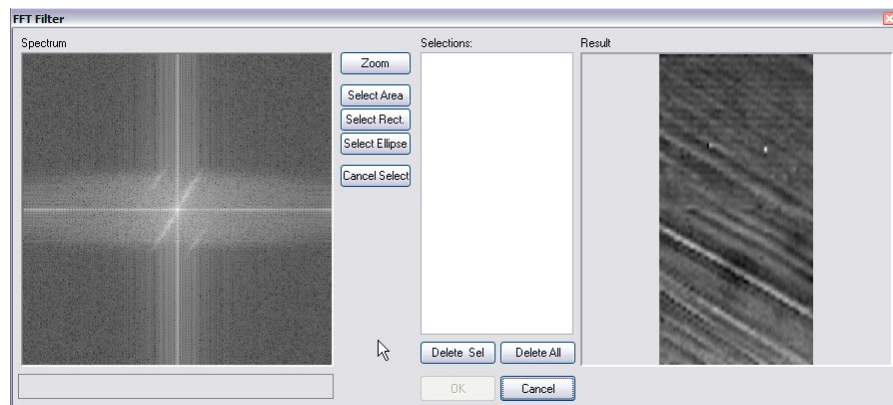 FFT Filter
Spectrum
Selections:
Result
Zoom
Select Area
Select Rect.
Select Ellipse
Cancel Select
Delete Sel
Delete All
OK
Cancel